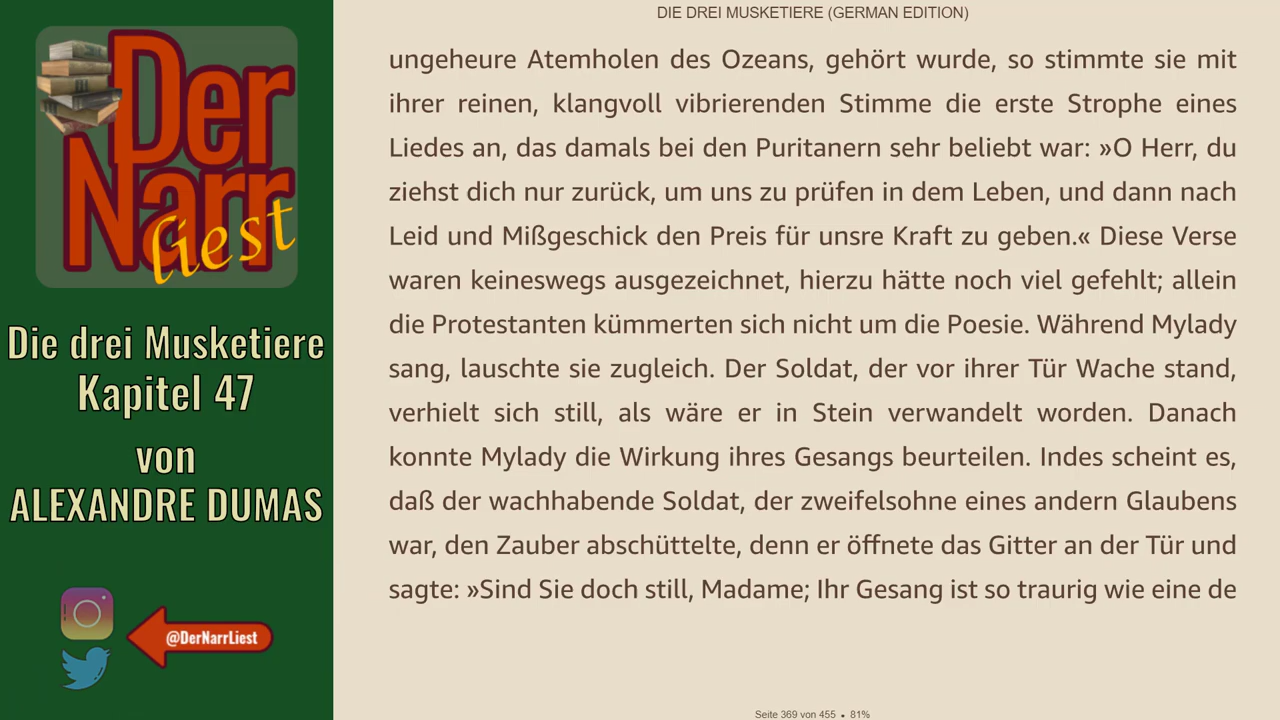 Der
Narr
liest
Die drei Musketiere
Kapitel 47
von
ALEXANDRE DUMAS
@DerNarrLiest
DIE DREI MUSKETIERE (GERMAN EDITION)
ungeheure Atemholen des Ozeans, gehört wurde, so stimmte sie mit
ihrer reinen, klangvoll vibrierenden Stimme die erste Strophe eines
Liedes an, das damals bei den Puritanern sehr beliebt war: »O Herr, du
ziehst dich nur zurück, um uns zu prüfen in dem Leben, und dann nach
Leid und Mißgeschick den Preis für unsre Kraft zu geben.« Diese Verse
waren keineswegs ausgezeichnet, hierzu hätte noch viel gefehlt; allein
die Protestanten kümmerten sich nicht um die Poesie. Während Mylady
sang, lauschte sie zugleich. Der Soldat, der vor ihrer Tür Wache stand,
verhielt sich still, als wäre er in Stein verwandelt worden. Danach
konnte Mylady die Wirkung ihres Gesangs beurteilen. Indes scheint es,
daß der wachhabende Soldat, der zweifelsohne eines andern Glaubens
war, den Zauber abschüttelte, denn er öffnete das Gitter an der Tür und
sagte: »Sind Sie doch still, Madame; Ihr Gesang ist so traurig wie eine de
Seite 369 von 455 • 81%